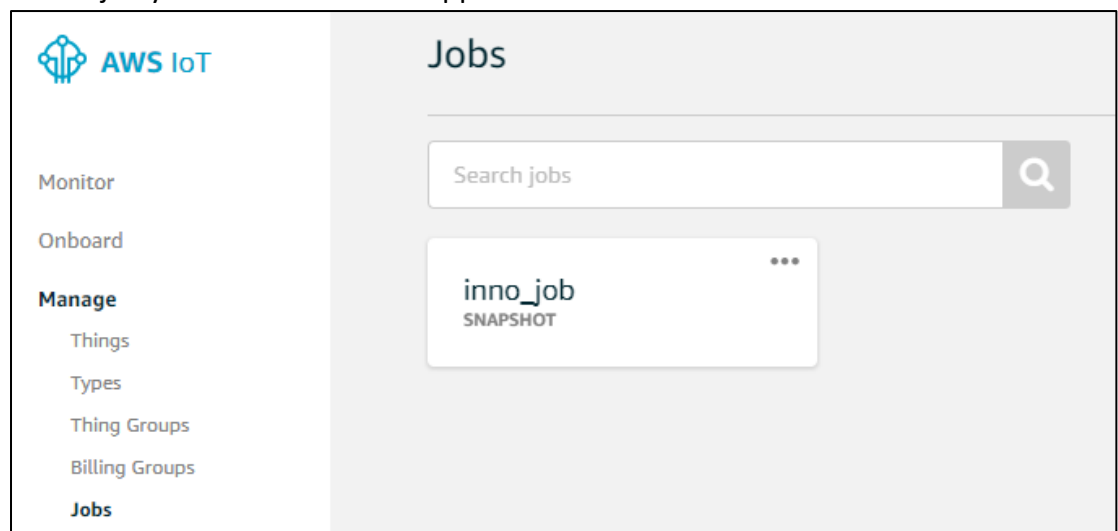 AWS IoT
Monitor
Onboard
Manage
Things
Types
Thing Groups
Billing Groups
Jobs
Jobs
Search jobs
inno_job
SNAPSHOT